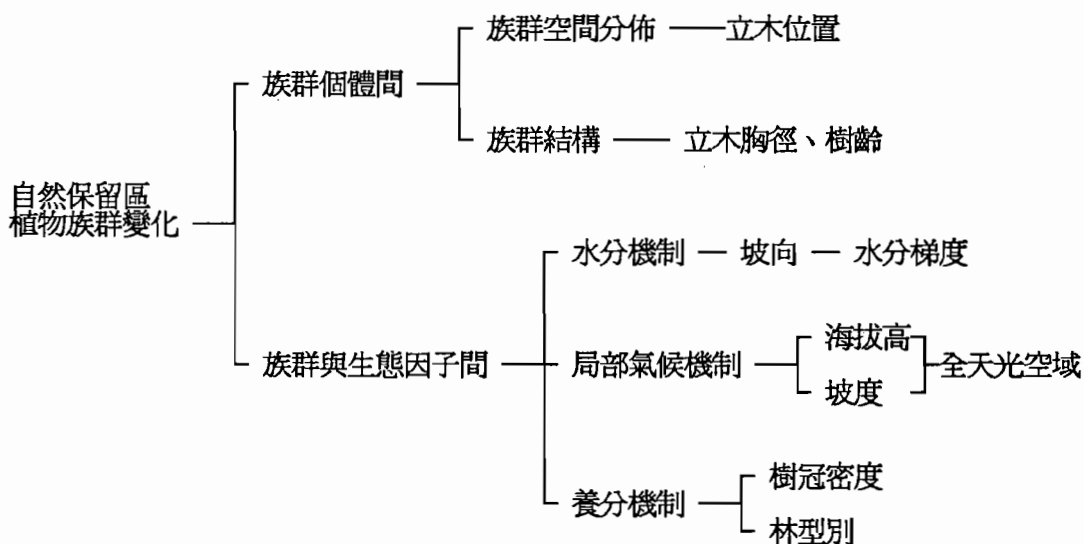 族群空間分佈
立木位置
族群個體間
族群結構
立木胸徑、樹齡
自然保留區
植物族群變化
水分機制
坡向
水分梯度
海拔高
族群與生態因子間
局部氣候機制
全天光空域
坡度
樹冠密度
養分機制
林型別